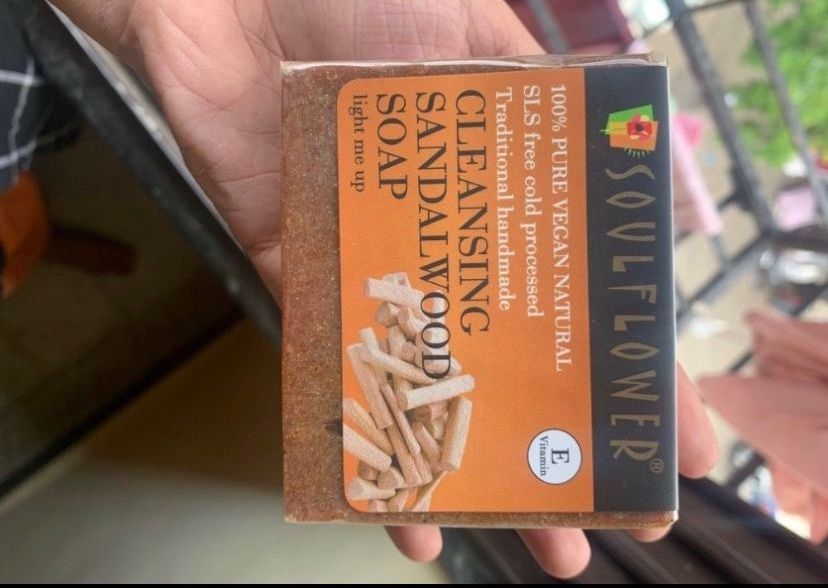 SOULFLOWER®
100% PURE VEGAN NATURAL
SLS free cold processed
Traditional handmade
CLEANSING
SANDALWOOD
SOAP
light me up
E
Vitamin